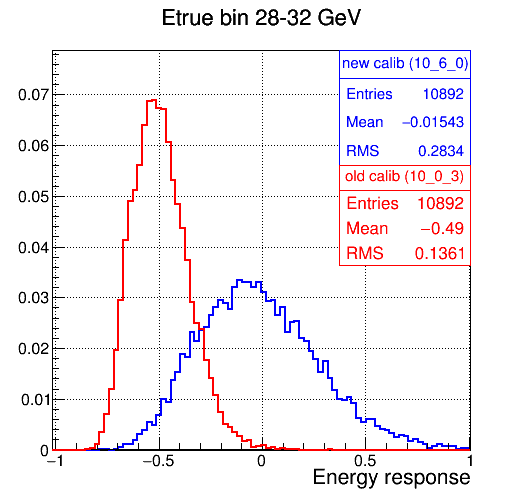 Etrue bin 28-32 GeV
new calib (10_6_0)
Entries 10892
Mean −0.01543
RMS 0.2834
old calib (10_0_3)
Entries 10892
Mean −0.49
RMS 0.1361
0.07
0.06
0.05
0.04
0.03
0.02
0.01
0
−1 −0.5 0 0.5 1
Energy response